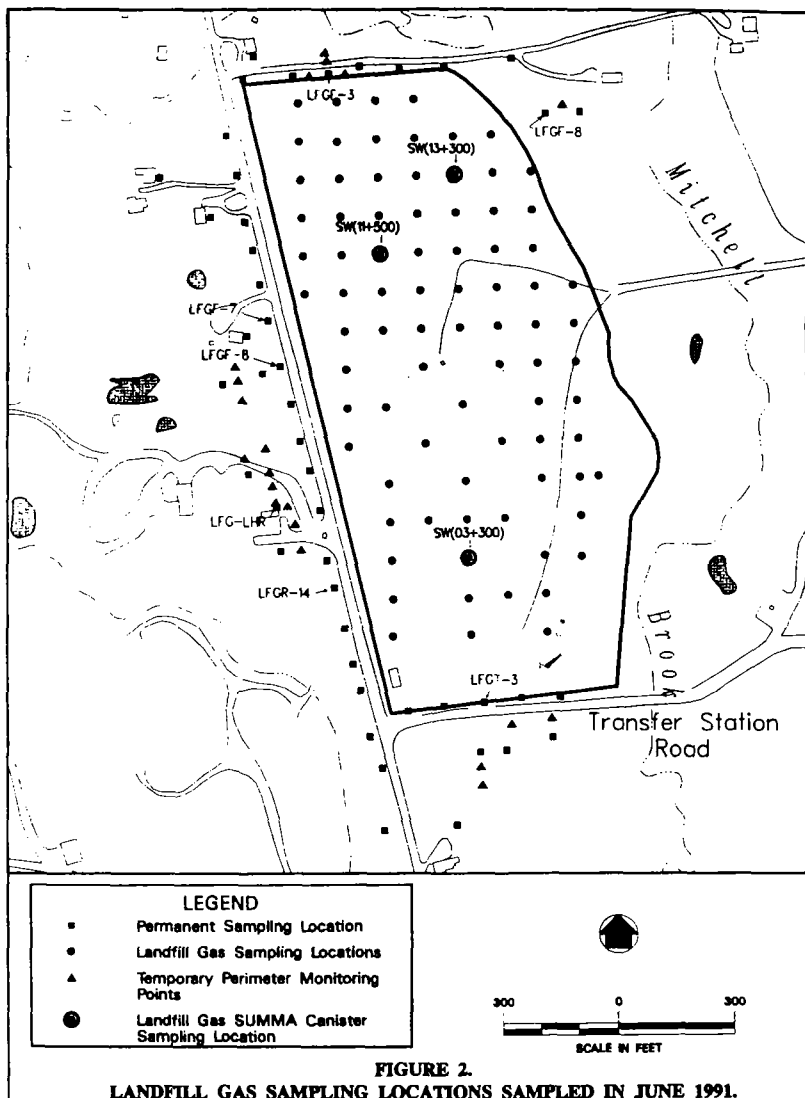 LFGF-3
LFGF-8
SW(13+300)
Mitchell
SW(11+500)
LFGF-7
LFGF-8
LFG-LHR
SW(03+300)
LFGR-14
Brook
LFGT-3
Transfer Station
Road
LEGEND
Permanent Sampling Location
Landfill Gas Sampling Locations
Temporary Perimeter Monitoring
Points
Landfill Gas SUMMA Canister
Sampling Location
300 0 300
SCALE IN FEET
FIGURE 2.
LANDFILL GAS SAMPLING LOCATIONS SAMPLED IN JUNE 1991.